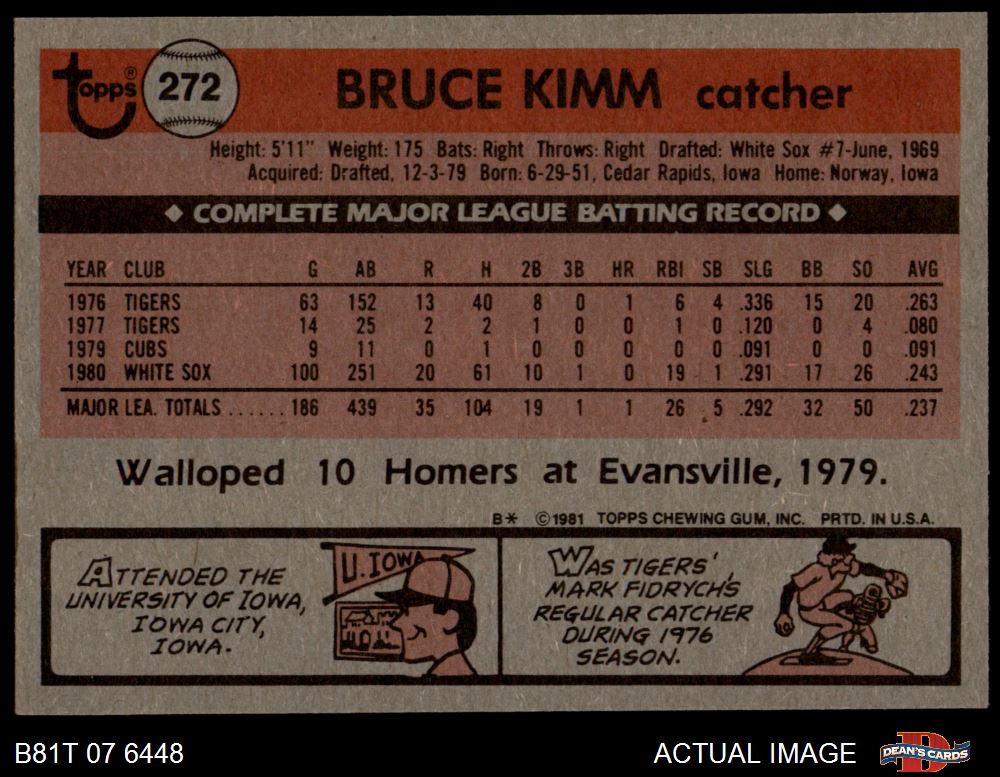 topps® 272 BRUCE KIMM catcher
Height: 5'11" Weight: 175 Bats: Right Throws: Right Drafted: White Sox #7-June, 1969
Acquired: Drafted, 12-3-79 Born: 6-29-51, Cedar Rapids, Iowa Home: Norway, Iowa
◆ COMPLETE MAJOR LEAGUE BATTING RECORD ◆
YEAR CLUB G AB R H 2B 3B HR RBI SB SLG BB SO AVG
1976 TIGERS 63 152 13 40 8 0 1 6 4 .336 15 20 .263
1977 TIGERS 14 25 2 2 1 0 0 1 0 .120 0 4 .080
1979 CUBS 9 11 0 1 0 0 0 0 0 .091 0 0 .091
1980 WHITE SOX 100 251 20 61 10 1 0 19 1 .291 17 26 .243
MAJOR LEA. TOTALS ...... 186 439 35 104 19 1 1 26 5 .292 32 50 .237
Walloped 10 Homers at Evansville, 1979.
B* ©1981 TOPPS CHEWING GUM, INC. PRTD. IN U.S.A.
ATTENDED THE
UNIVERSITY OF IOWA,
IOWA CITY,
IOWA.
U. IOWA
WAS TIGERS'
MARK FIDRYCH'S
REGULAR CATCHER
DURING 1976
SEASON.
B81T 07 6448 ACTUAL IMAGE DEAN'S CARDS